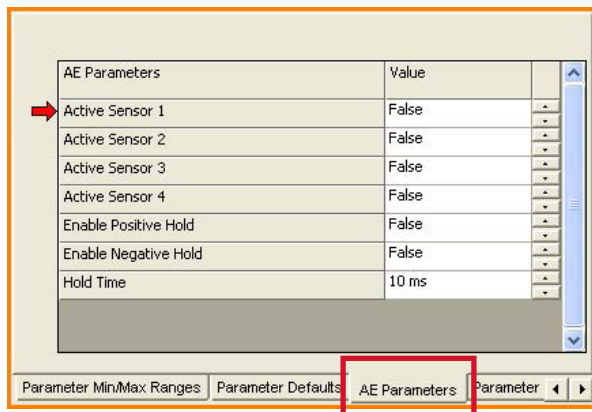 AE Parameters Value
Active Sensor 1 False
Active Sensor 2 False
Active Sensor 3 False
Active Sensor 4 False
Enable Positive Hold False
Enable Negative Hold False
Hold Time 10 ms
Parameter Min/Max Ranges Parameter Defaults AE Parameters Parameter